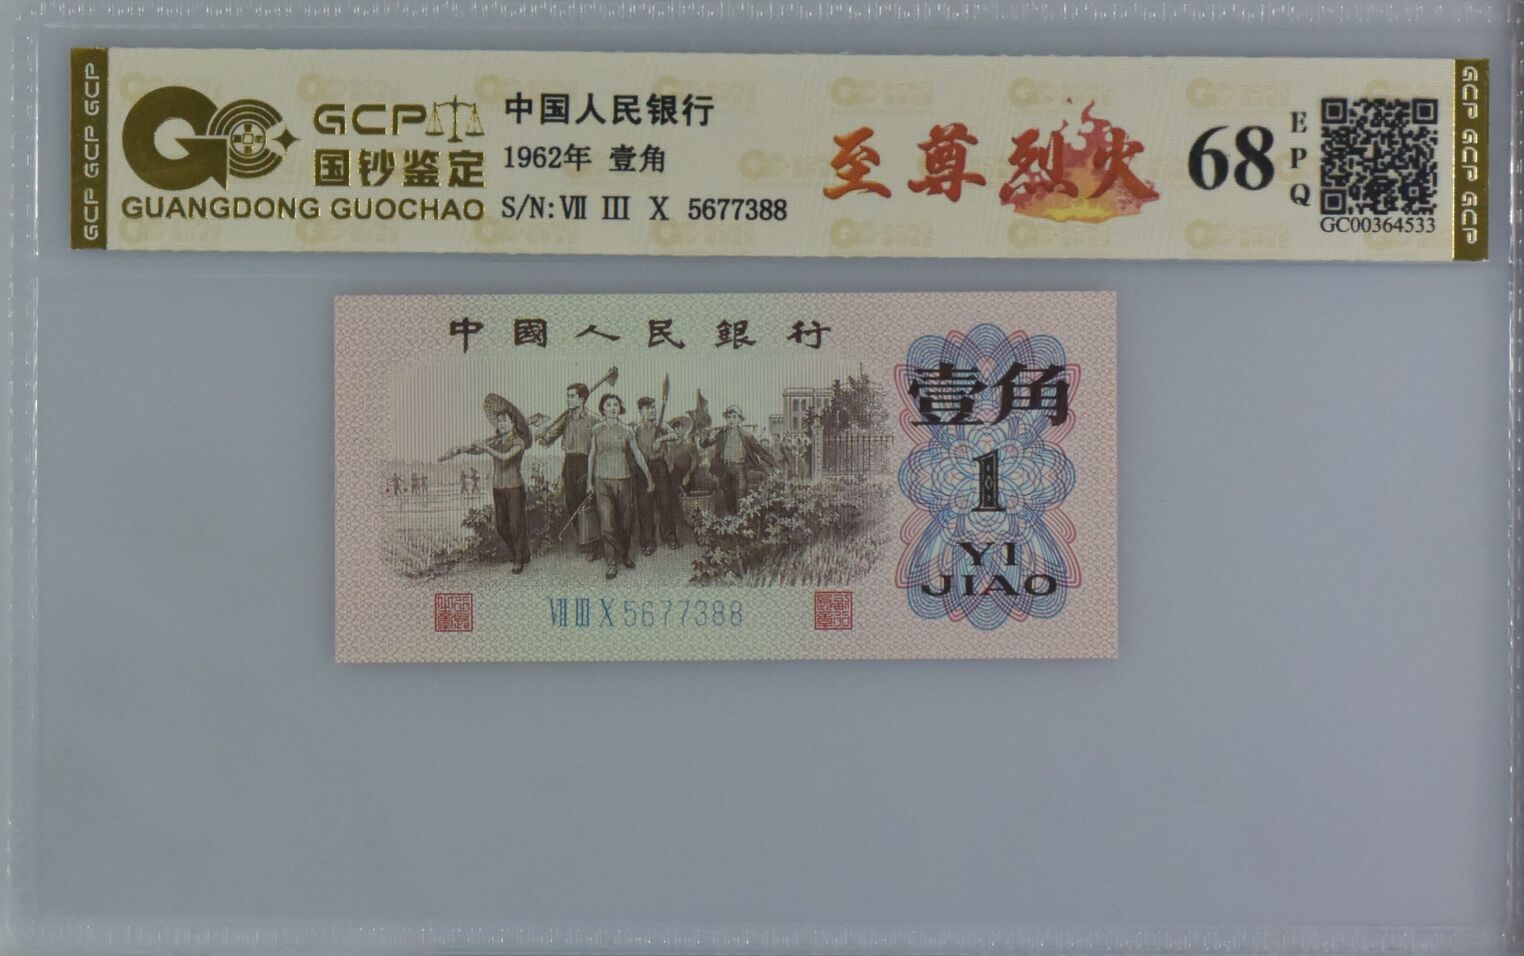 GCP GCP GCP
GCP
国钞鉴定
GUANGDONG GUOCHAO
中国人民银行
1962年 壹角
S/N: Ⅶ Ⅲ Ⅹ 5677388
至尊烈火
68
EPQ
GC00364533
GCP GCP GCP
中國人民銀行
壹角
1
YI
JIAO
Ⅶ Ⅲ Ⅹ 5677388